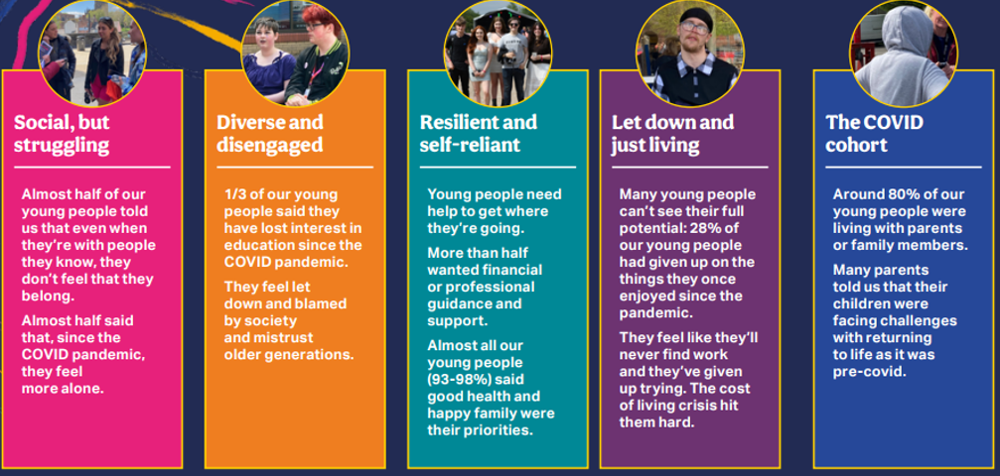 Social, but
struggling
Almost half of our
young people told
us that even when
they're with people
they know, they
don't feel that they
belong.
Almost half said
that, since the
COVID pandemic,
they feel
more alone.
Diverse and
disengaged
1/3 of our young
people said they
have lost interest in
education since the
COVID pandemic.
They feel let
down and blamed
by society
and mistrust
older generations.
Resilient and
self-reliant
Young people need
help to get where
they're going.
More than half
wanted financial
or professional
guidance and
support.
Almost all our
young people
(93-98%) said
good health and
happy family were
their priorities.
Let down and
just living
Many young people
can't see their full
potential: 28% of
our young people
had given up on the
things they once
enjoyed since the
pandemic.
They feel like they'll
never find work
and they've given
up trying. The cost
of living crisis hit
them hard.
The COVID
cohort
Around 80% of our
young people were
living with parents
or family members.
Many parents
told us that their
children were
facing challenges
with returning
to life as it was
pre-covid.